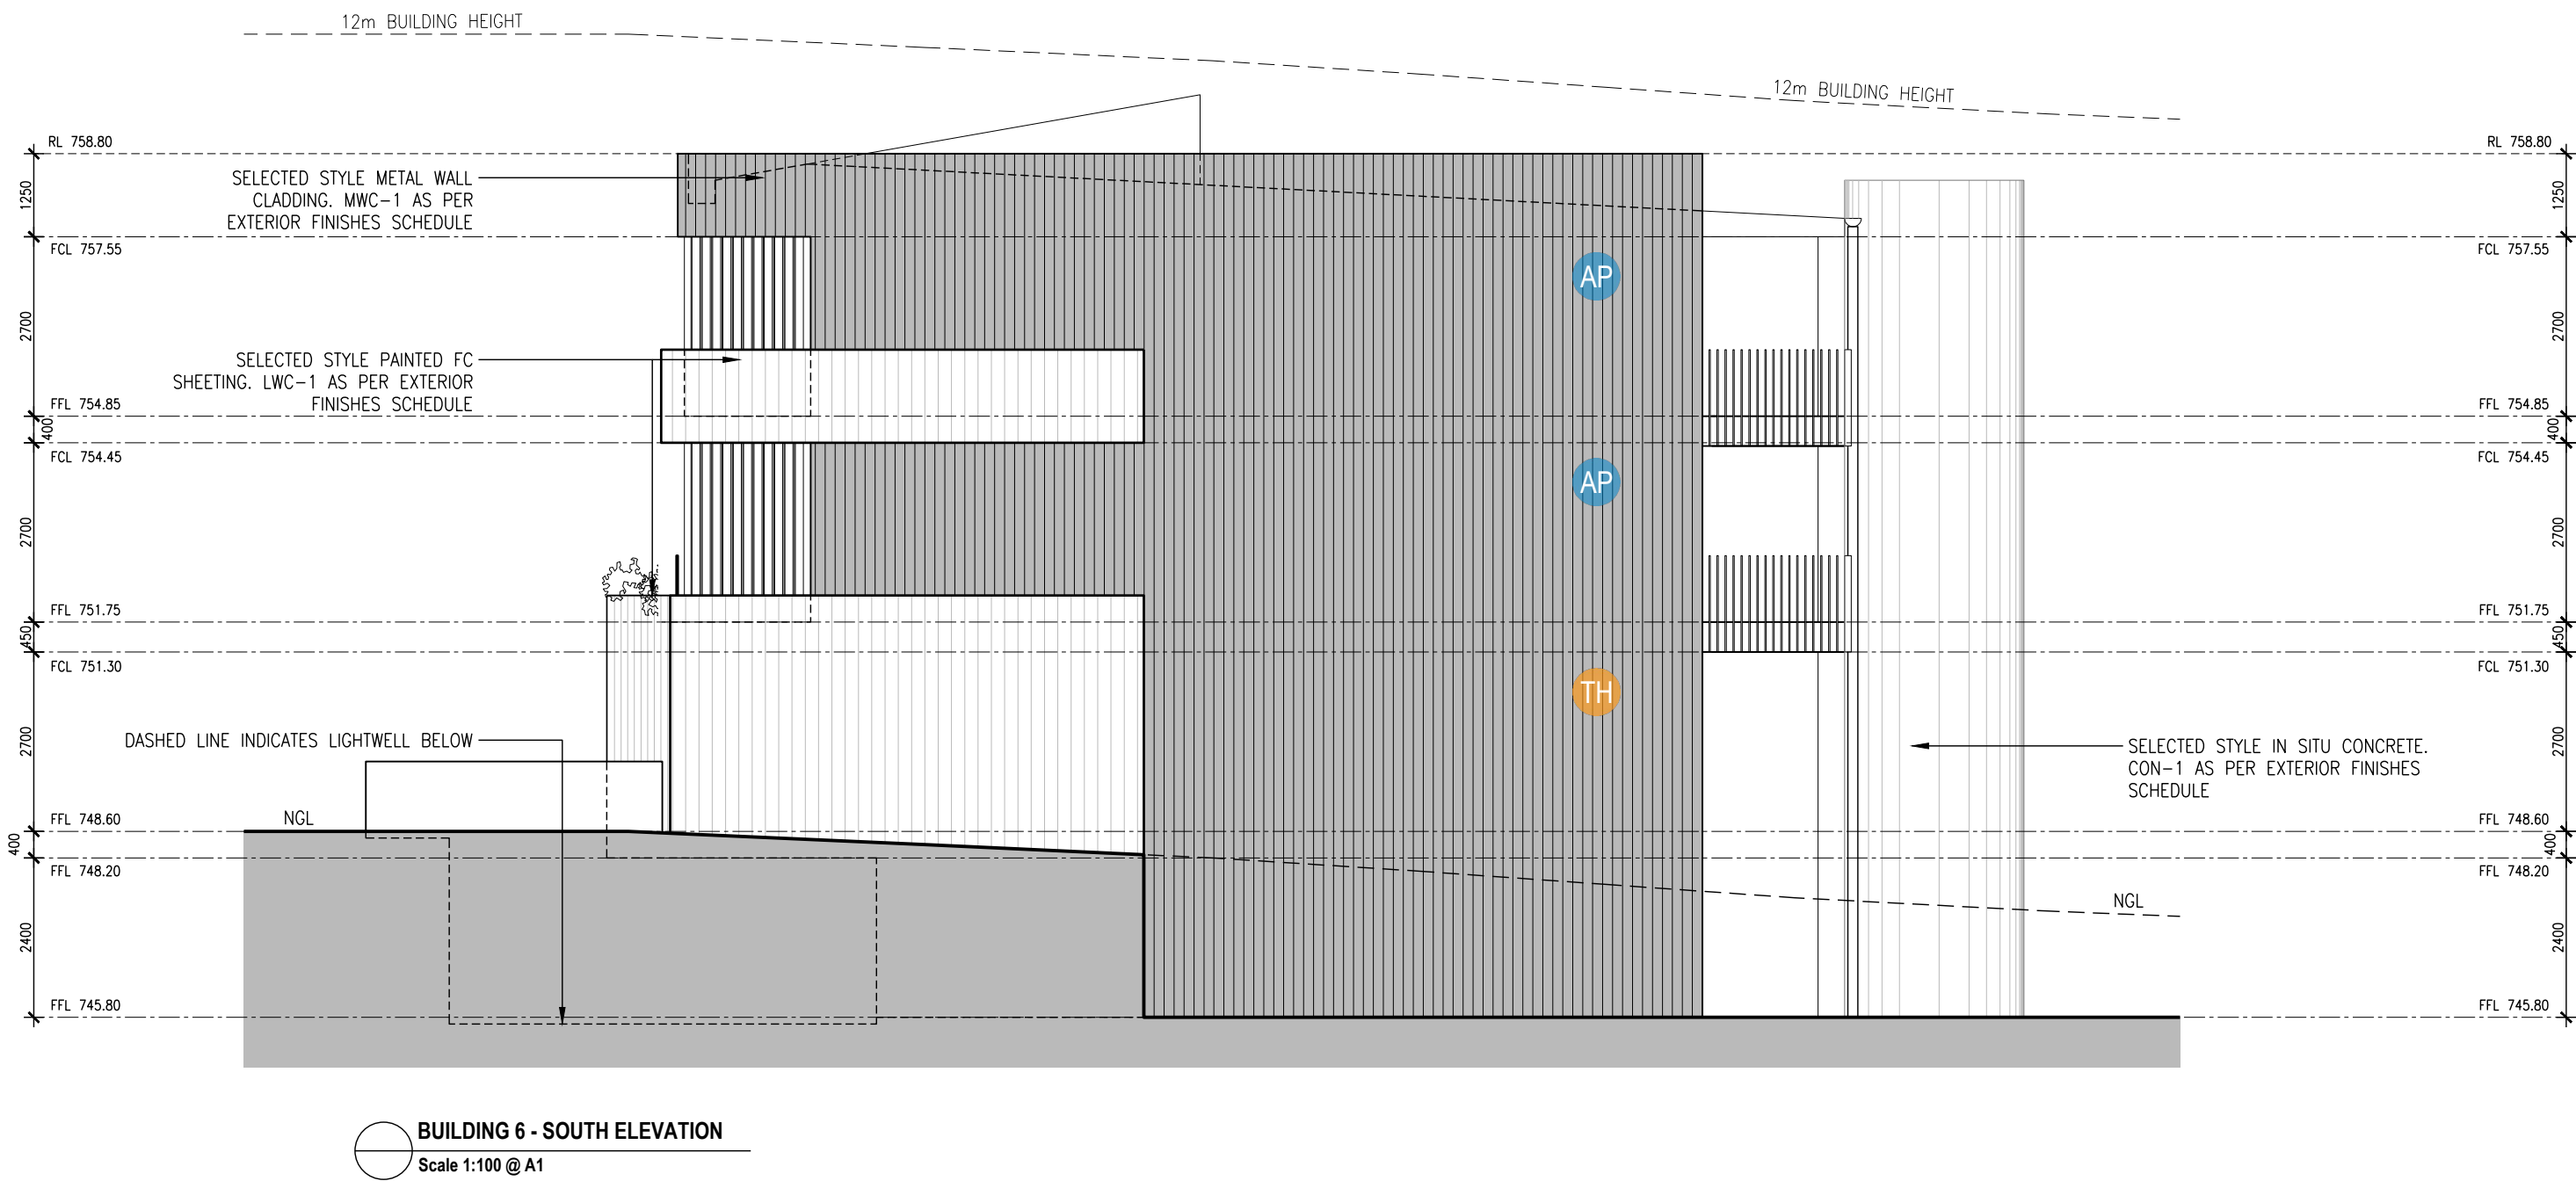 12m BUILDING HEIGHT
12m BUILDING HEIGHT
RL 758.80
RL 758.80
SELECTED STYLE METAL WALL
CLADDING. MWC-1 AS PER
EXTERIOR FINISHES SCHEDULE
1250
1250
FCL 757.55
FCL 757.55
AP
2700
2700
SELECTED STYLE PAINTED FC
SHEETING. LWC-1 AS PER EXTERIOR
FINISHES SCHEDULE
FFL 754.85
FFL 754.85
400
400
FCL 754.45
FCL 754.45
AP
2700
2700
FFL 751.75
FFL 751.75
450
450
FCL 751.30
FCL 751.30
TH
2700
2700
DASHED LINE INDICATES LIGHTWELL BELOW
SELECTED STYLE IN SITU CONCRETE.
CON-1 AS PER EXTERIOR FINISHES
SCHEDULE
FFL 748.60
NGL
FFL 748.60
400
400
FFL 748.20
FFL 748.20
NGL
2400
2400
FFL 745.80
FFL 745.80
BUILDING 6 - SOUTH ELEVATION
Scale 1:100 @ A1